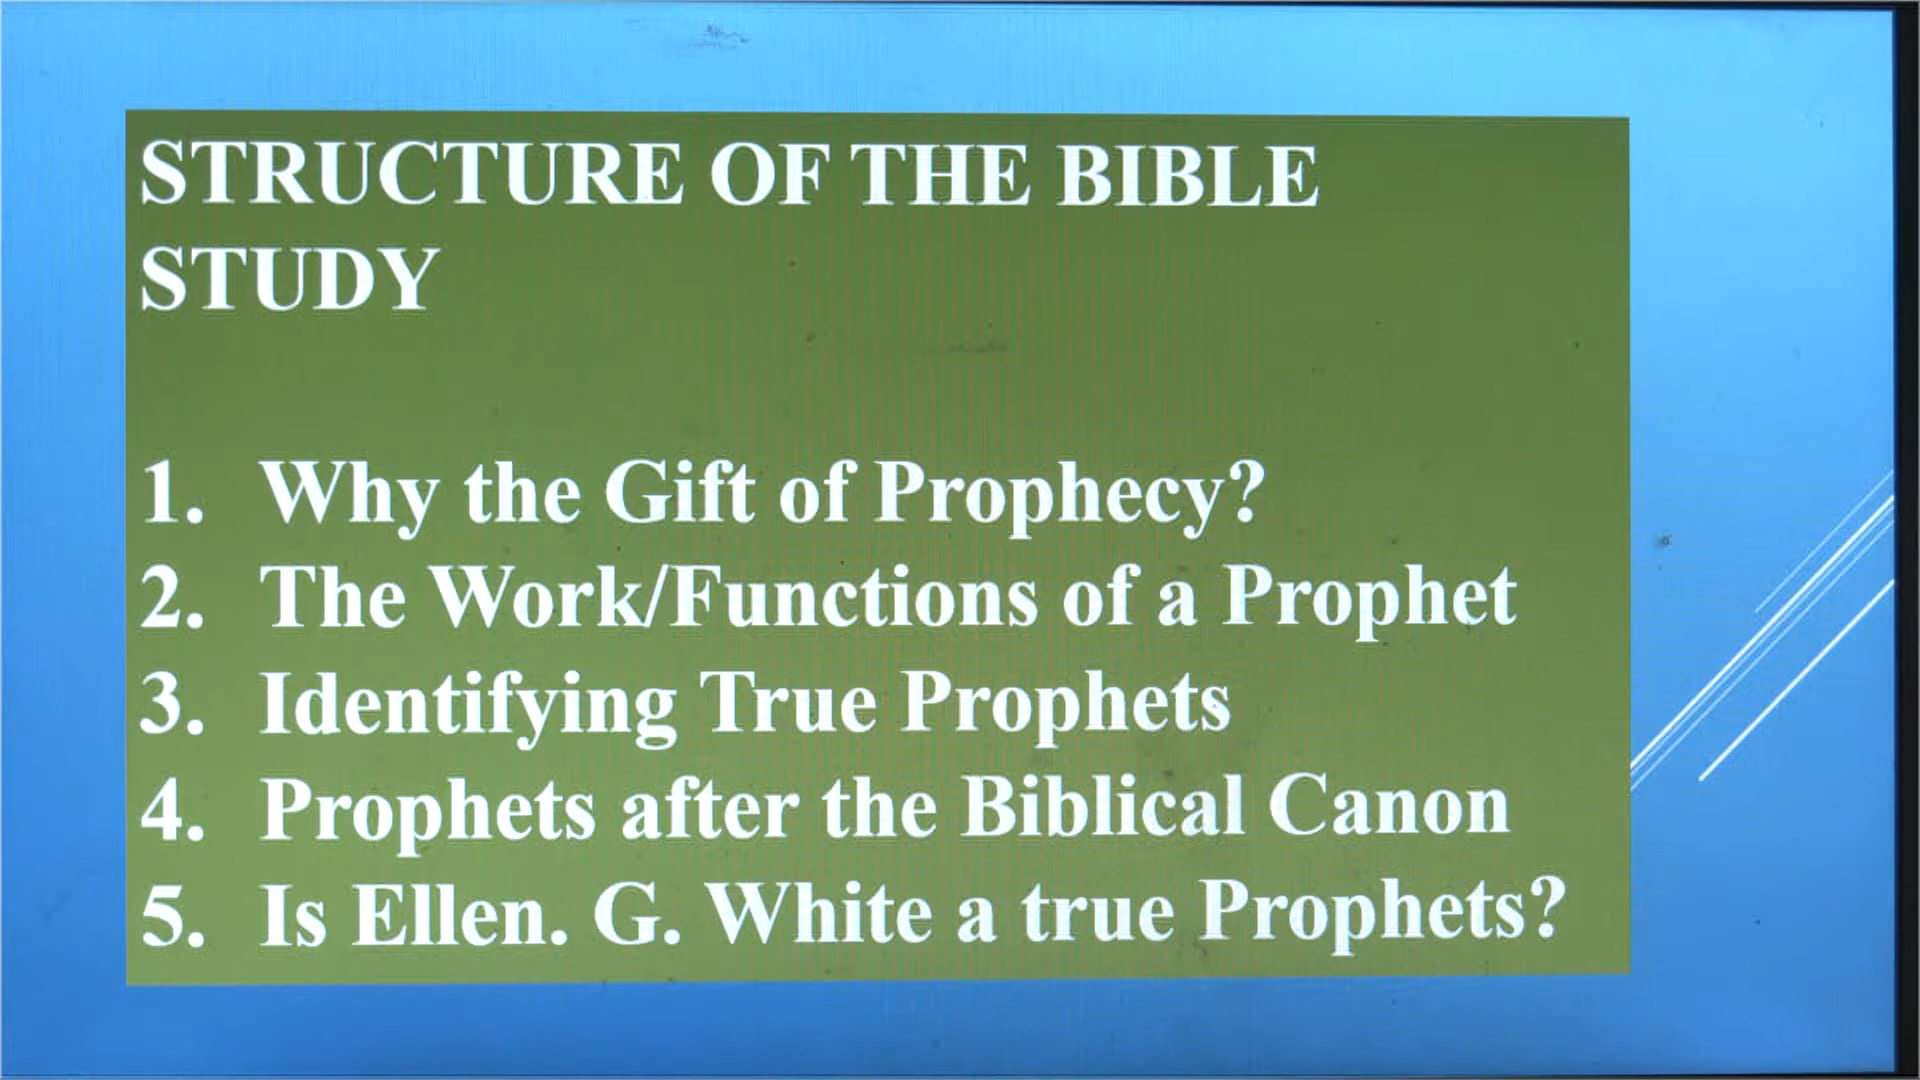 STRUCTURE OF THE BIBLE
STUDY
1. Why the Gift of Prophecy?
2. The Work/Functions of a Prophet
3. Identifying True Prophets
4. Prophets after the Biblical Canon
5. Is Ellen. G. White a true Prophets?